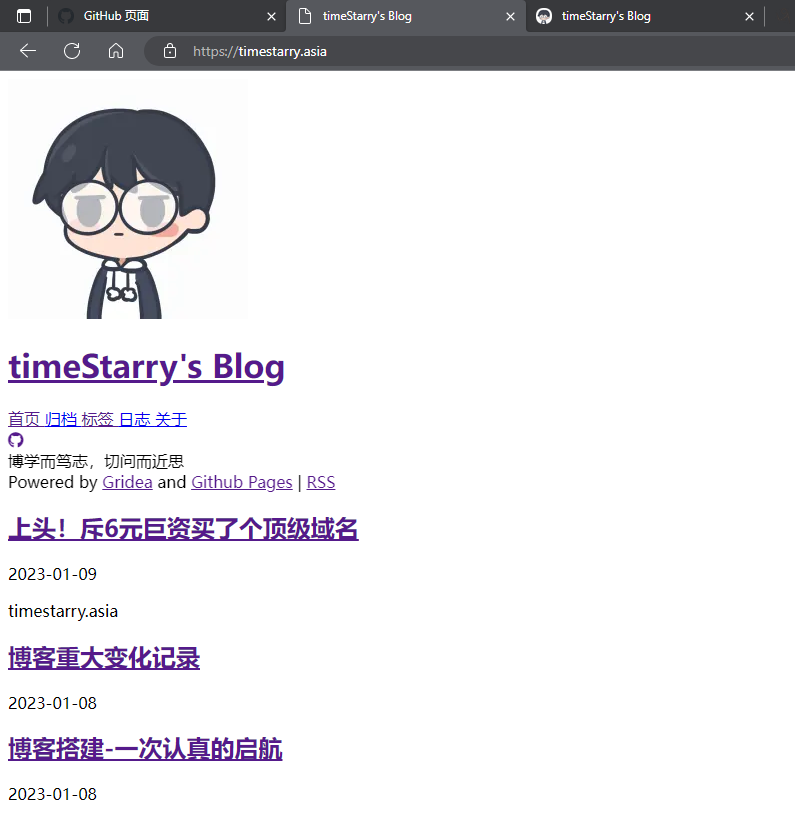 GitHub 页面
timeStarry's Blog
timeStarry's Blog
https://timestarry.asia
timeStarry's Blog
首页 归档 标签 日志 关于
博学而笃志，切问而近思
Powered by Gridea and Github Pages | RSS
上头！斥6元巨资买了个顶级域名
2023-01-09
timestarry.asia
博客重大变化记录
2023-01-08
博客搭建-一次认真的启航
2023-01-08